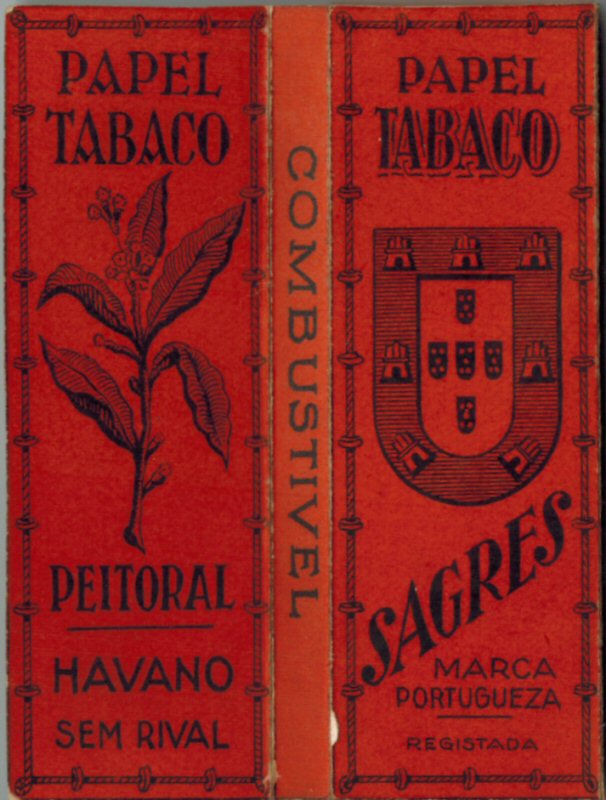 PAPEL
TABACO
PEITORAL
HAVANO
SEM RIVAL
COMBUSTIVEL
PAPEL
TABACO
SAGRES
MARCA
PORTUGUEZA
REGISTADA